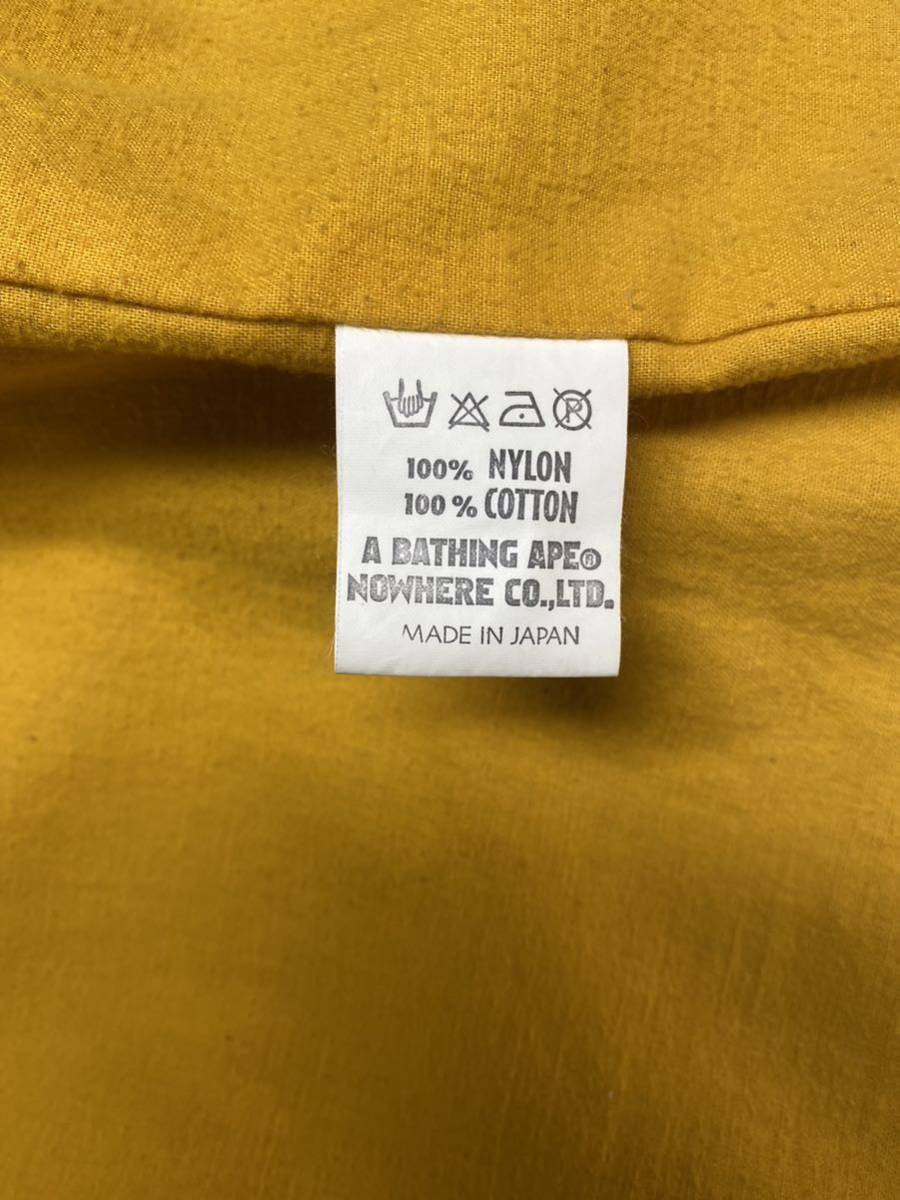 P
100% NYLON
100% COTTON
A BATHING APE®
NOWHERE CO.,LTD.
MADE IN JAPAN